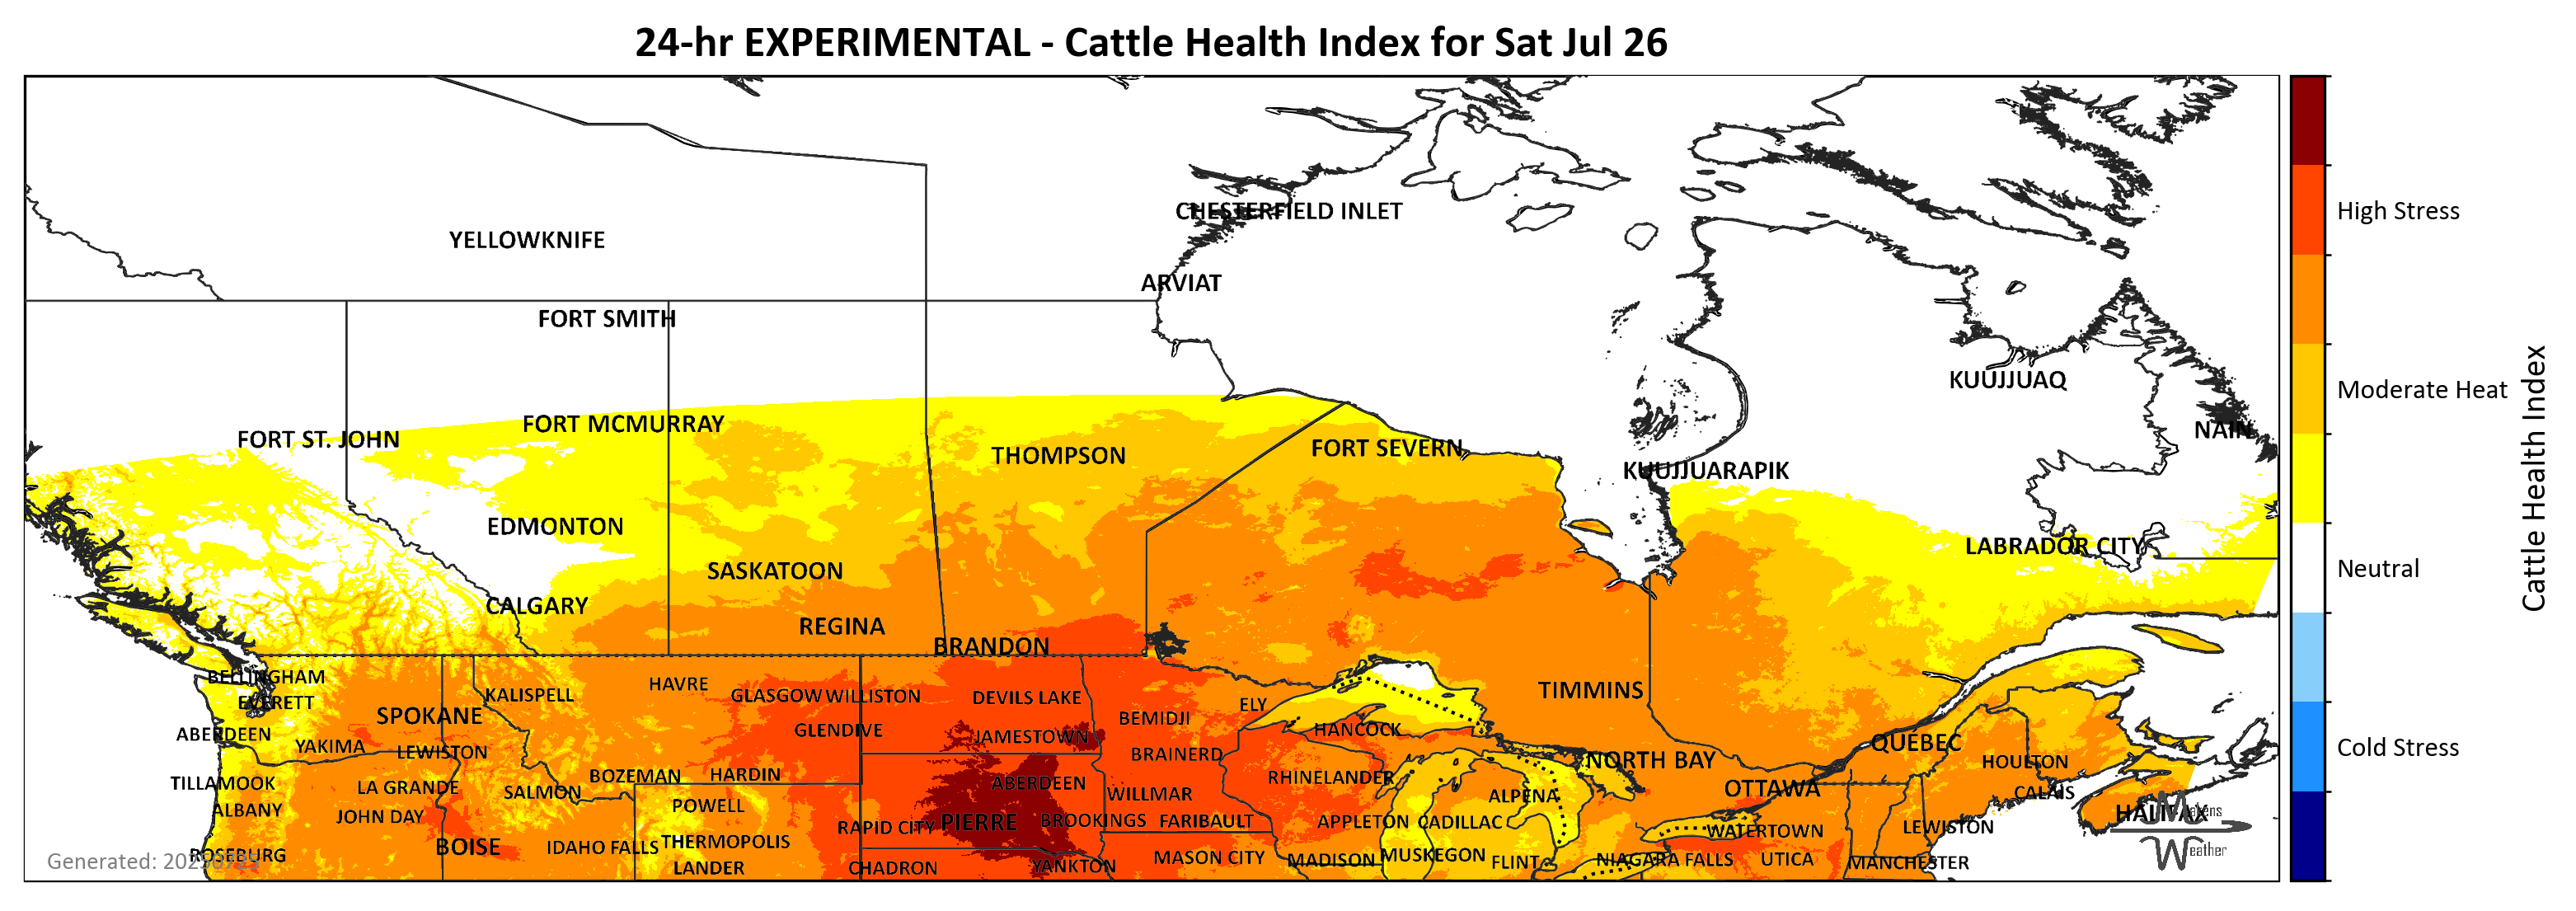 24-hr EXPERIMENTAL - Cattle Health Index for Sat Jul 26
CHESTERFIELD INLET
YELLOWKNIFE
ARVIAT
FORT SMITH
KUUJJUAQ
FORT MCMURRAY
NAIN
FORT ST. JOHN
THOMPSON
FORT SEVERN
KUUJJUARAPIK
EDMONTON
LABRADOR CITY
SASKATOON
CALGARY
REGINA
BRANDON
BELLINGHAM
HAVRE
KALISPELL
GLASGOW
WILLISTON
DEVILS LAKE
TIMMINS
EVERETT
ELY
SPOKANE
BEMIDJI
GLENDIVE
HANCOCK
ABERDEEN
JAMESTOWN
QUEBEC
YAKIMA
LEWISTON
BRAINERD
NORTH BAY
HOULTON
BOZEMAN
HARDIN
RHINELANDER
TILLAMOOK
LA GRANDE
ABERDEEN
OTTAWA
SALMON
WILLMAR
ALPENA
CALAIS
POWELL
ALBANY
JOHN DAY
HALIFAX
Makens
Weather
RAPID CITY
PIERRE
BROOKINGS
FARIBAULT
APPLETON
CADILLAC
WATERTOWN
LEWISTON
BOISE
IDAHO FALLS
THERMOPOLIS
ROSEBURG
MASON CITY
MADISON
MUSKEGON
FLINT
NIAGARA FALLS
UTICA
MANCHESTER
LANDER
CHADRON
YANKTON
Generated:
High Stress
Moderate Heat
Neutral
Cold Stress
Cattle Health Index